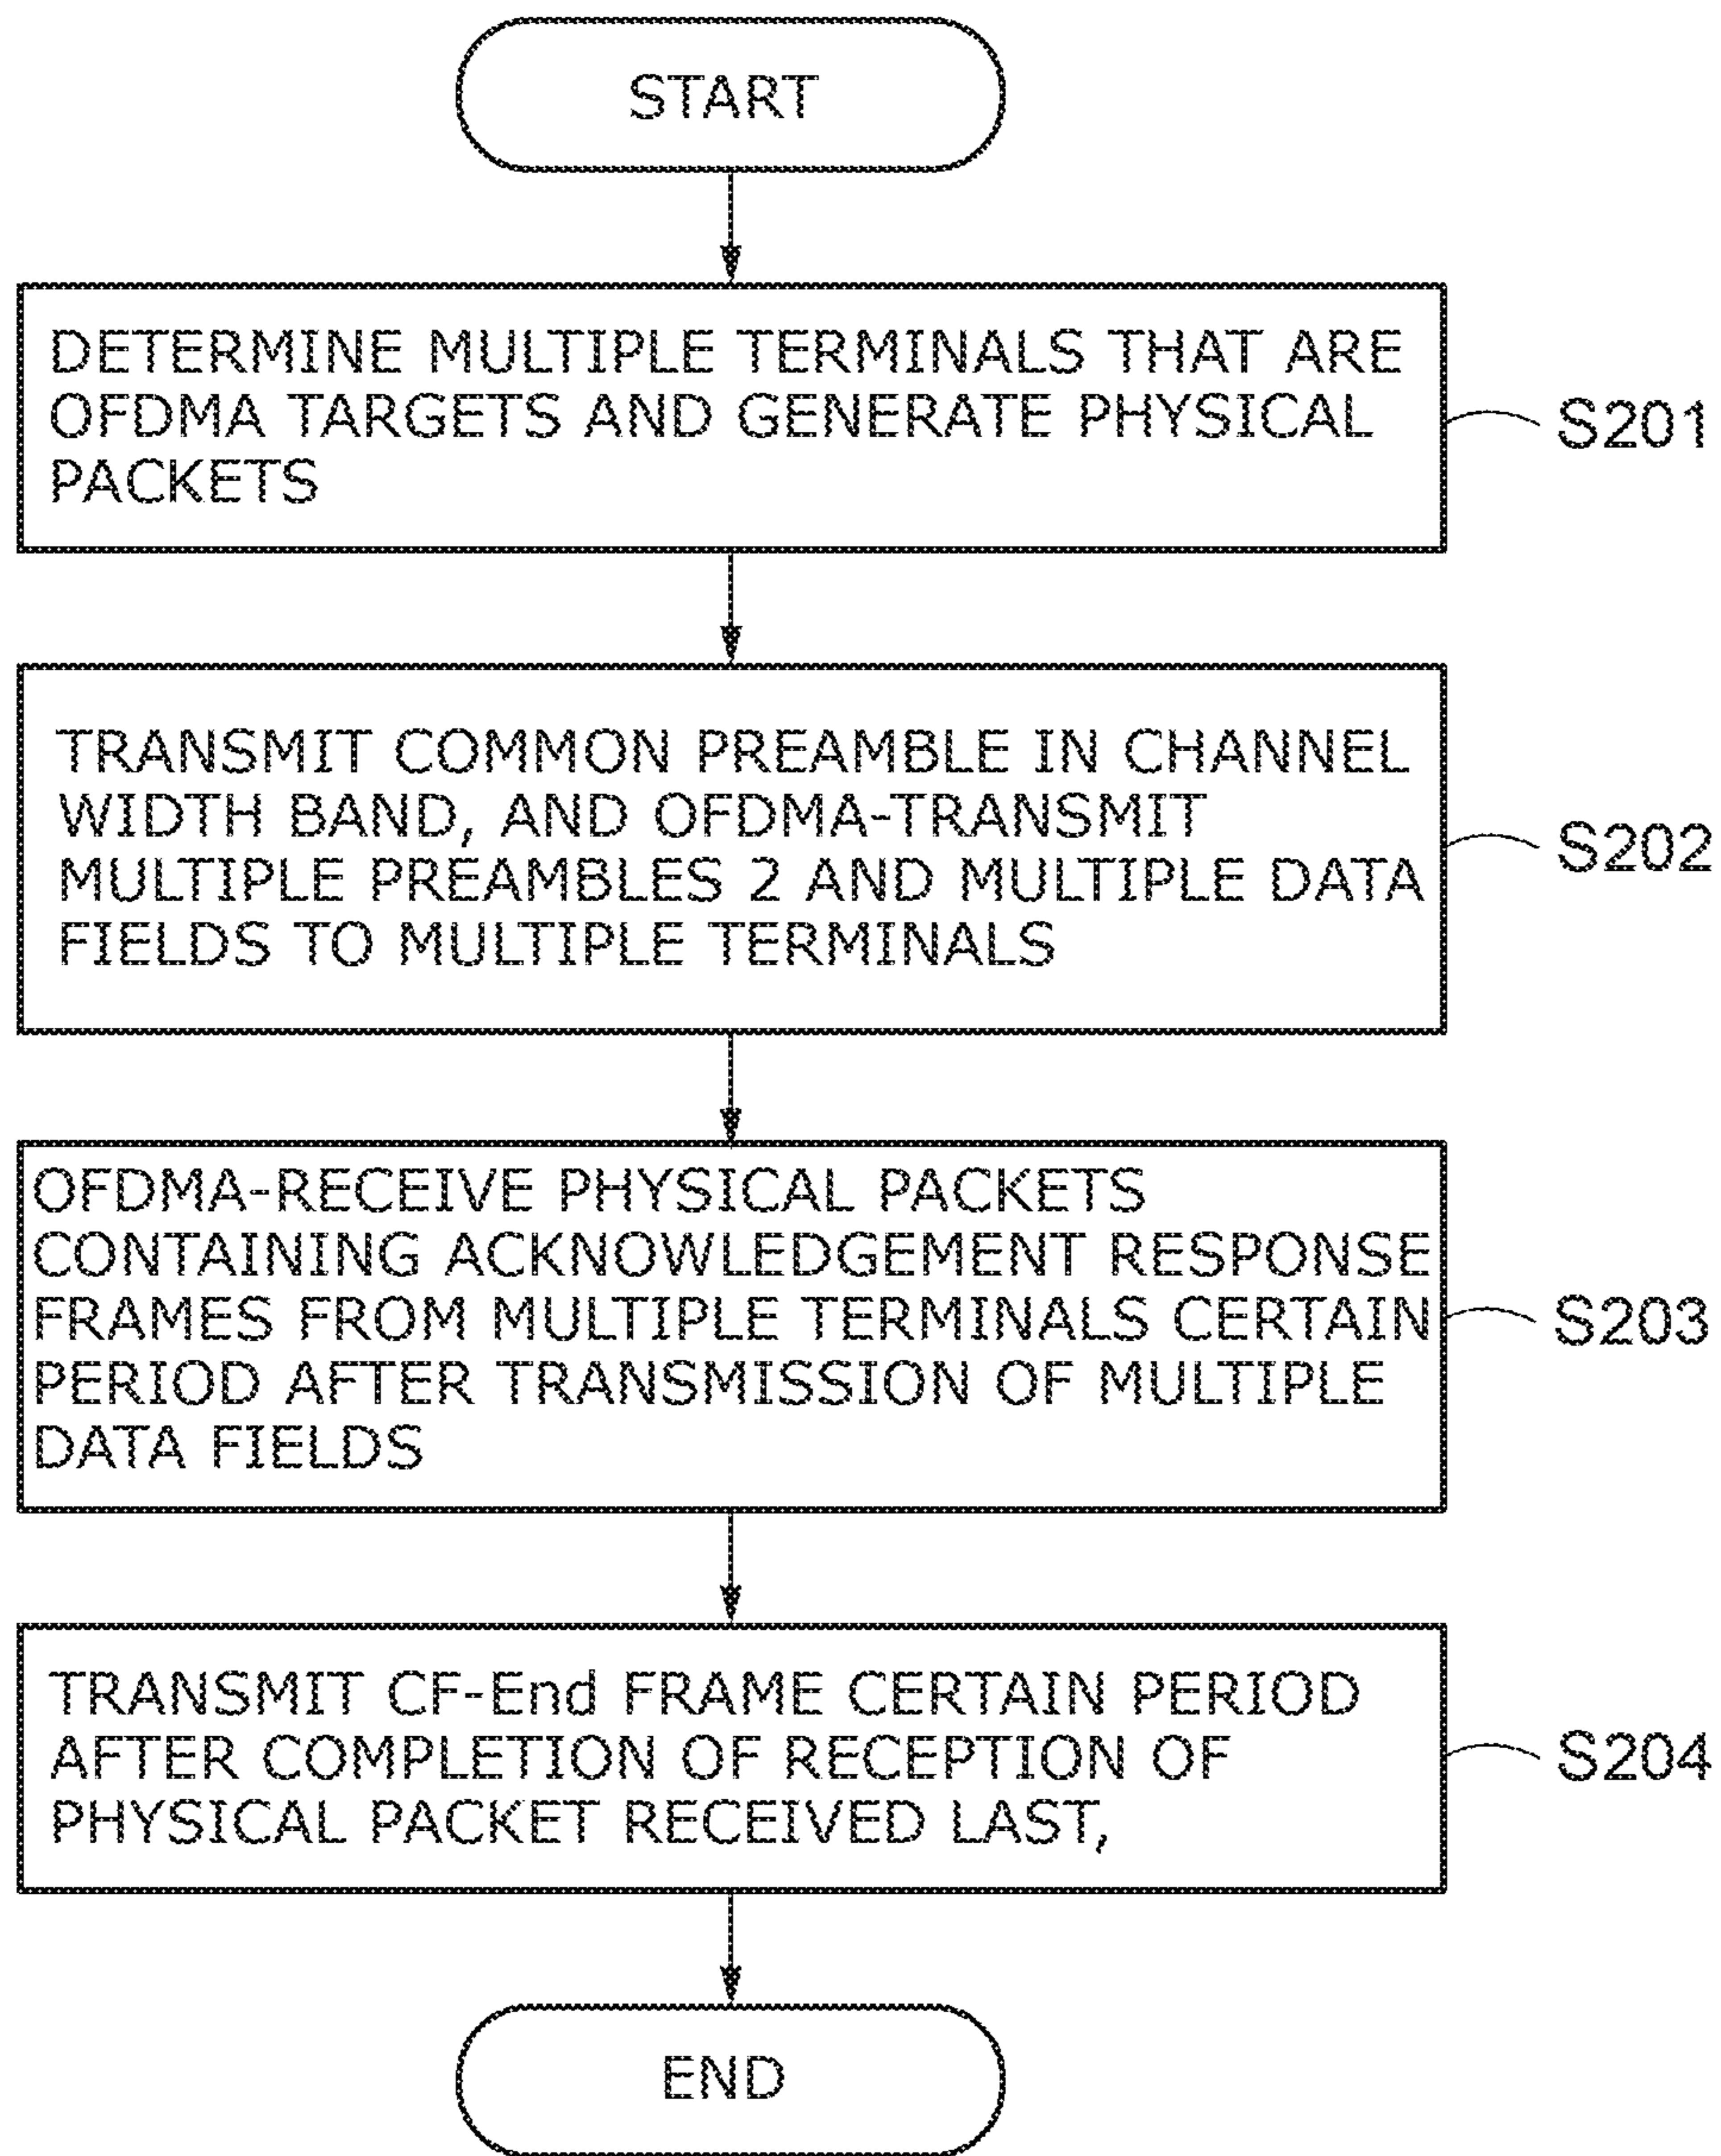 START
DETERMINE MULTIPLE TERMINALS THAT ARE
OFDMA TARGETS AND GENERATE PHYSICAL
PACKETS
S201
TRANSMIT COMMON PREAMBLE IN CHANNEL
WIDTH BAND, AND OFDMA-TRANSMIT
MULTIPLE PREAMBLES 2 AND MULTIPLE DATA
FIELDS TO MULTIPLE TERMINALS
S202
OFDMA-RECEIVE PHYSICAL PACKETS
CONTAINING ACKNOWLEDGEMENT RESPONSE
FRAMES FROM MULTIPLE TERMINALS CERTAIN
PERIOD AFTER TRANSMISSION OF MULTIPLE
DATA FIELDS
S203
TRANSMIT CF-End FRAME CERTAIN PERIOD
AFTER COMPLETION OF RECEPTION OF
PHYSICAL PACKET RECEIVED LAST,
S204
END